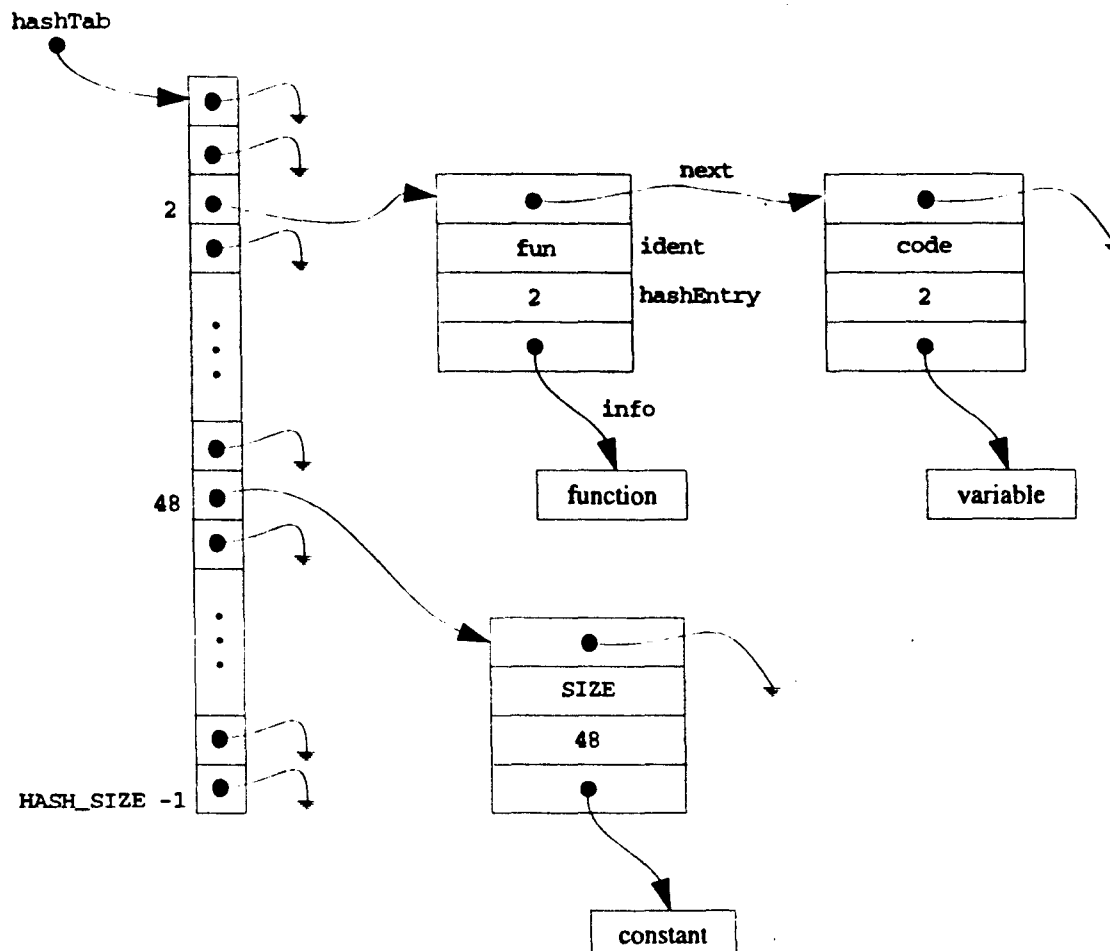 hashTab
next
2
fun
ident
code
2
hashEntry
2
info
function
variable
48
SIZE
48
HASH_SIZE -1
constant